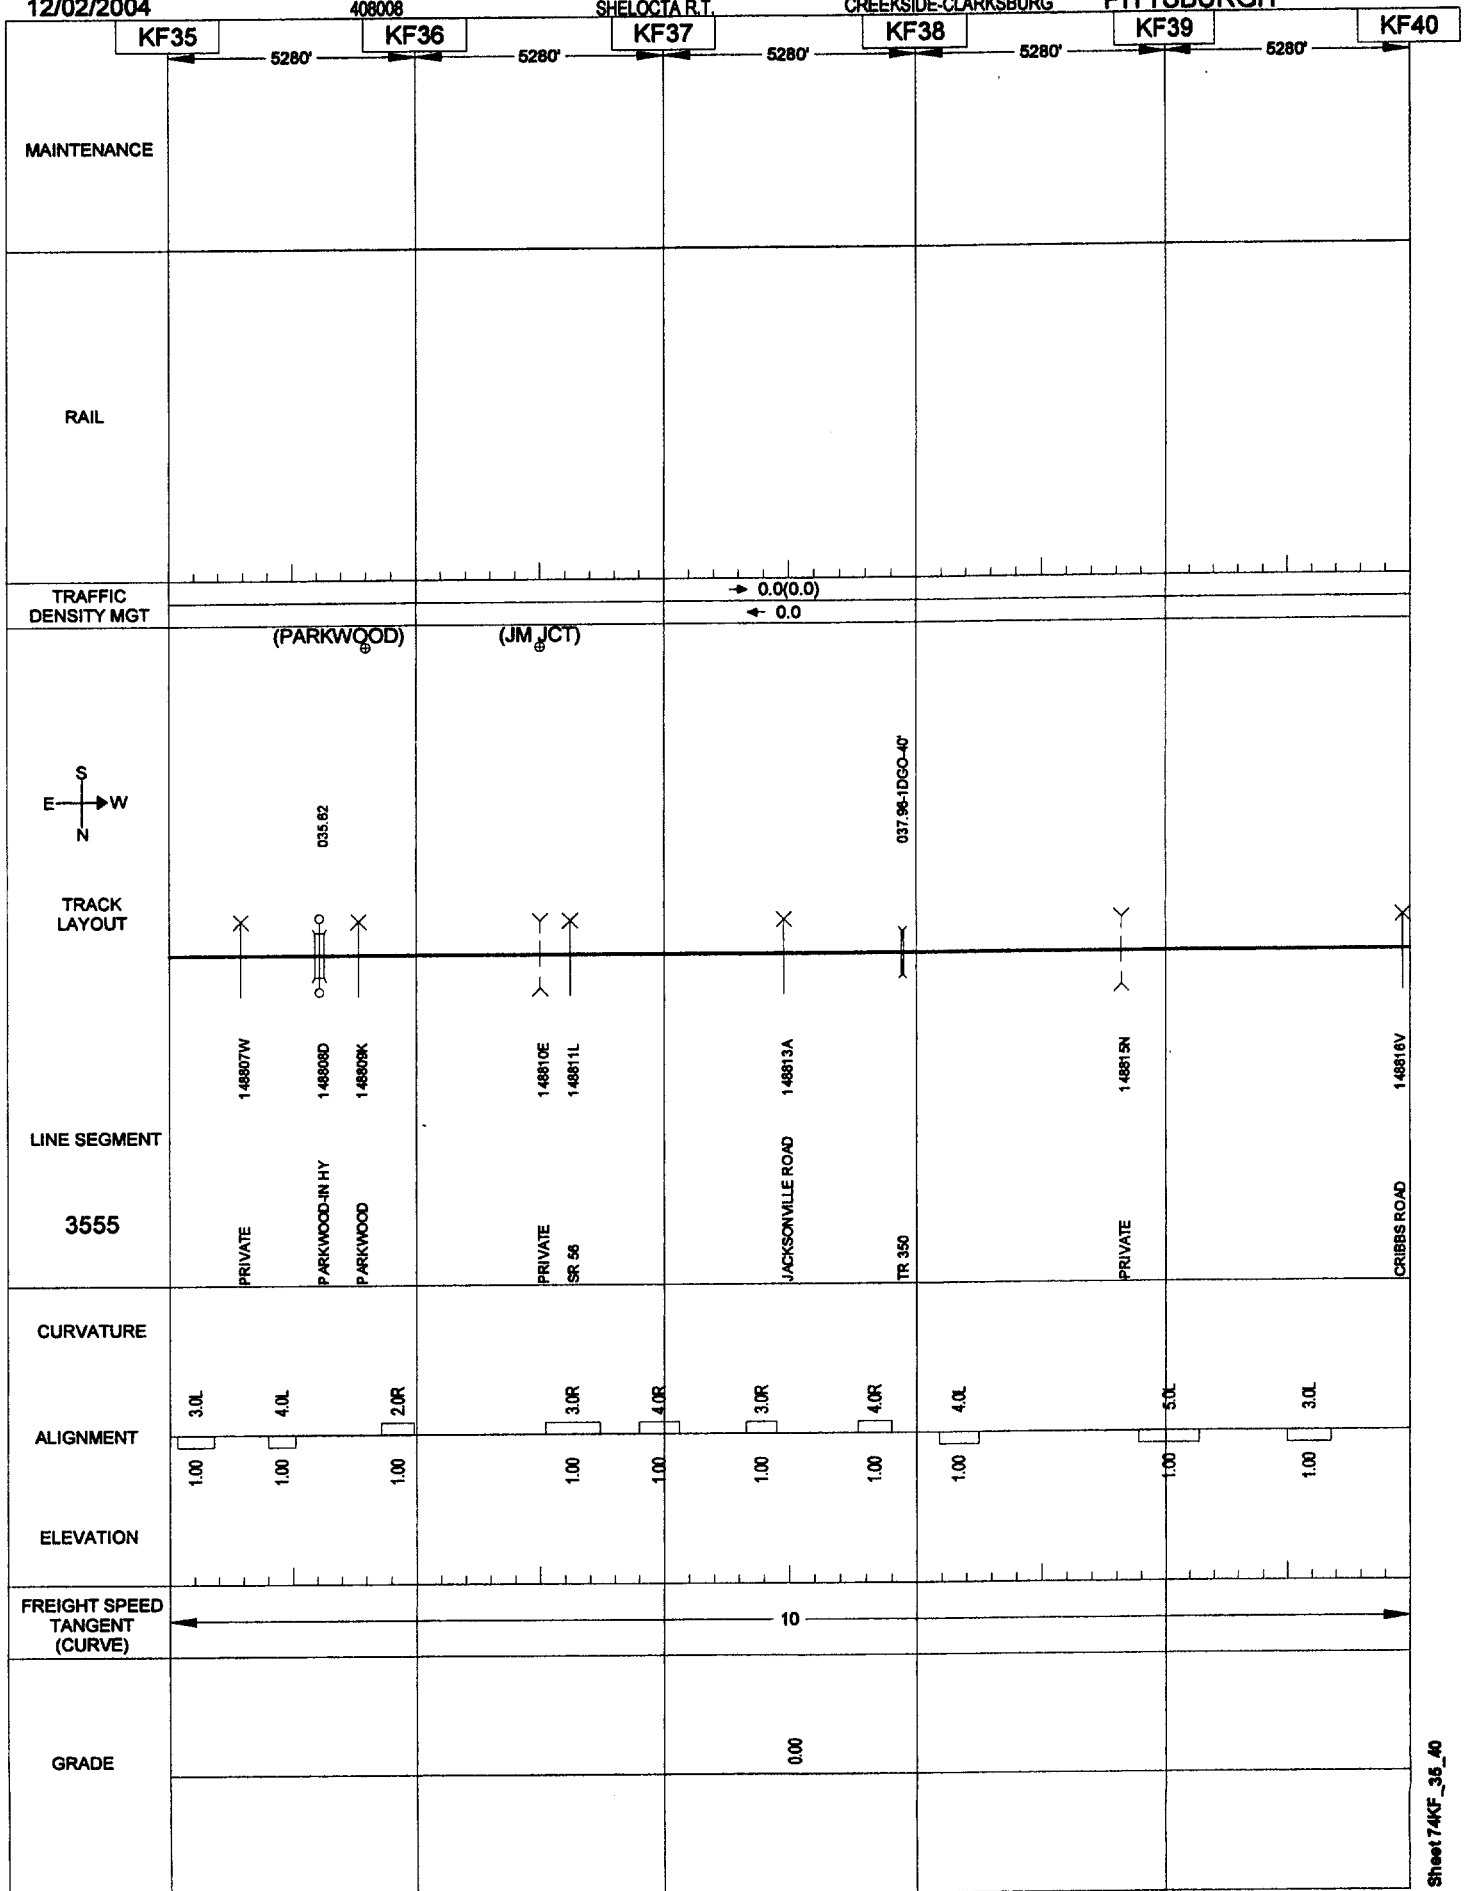 12/02/2004 408008 SHELOCTA R.T. CREEKSIDE-CLARKSBURG PITTSBURGH
KF35 KF36 KF37 KF38 KF39 KF40
5280' 5280' 5280' 5280' 5280'
MAINTENANCE
RAIL
TRAFFIC
DENSITY MGT
0.0(0.0)
0.0
(PARKWOOD) (JM JCT)
S
E W
N
035.62
037.96-1DGO-40'
TRACK
LAYOUT
148807W
148808D
148809K
148810E
148811L
148813A
148815N
148816V
LINE SEGMENT
3555
PRIVATE
PARKWOOD-IN HY
PARKWOOD
PRIVATE
SR 56
JACKSONVILLE ROAD
TR 350
PRIVATE
CRIBBS ROAD
CURVATURE
3.0L 4.0L 2.0R 3.0R 4.0R 3.0R 4.0R 4.0L 5.0L 3.0L
ALIGNMENT
1.00 1.00 1.00 1.00 1.00 1.00 1.00 1.00 1.00 1.00
ELEVATION
FREIGHT SPEED
TANGENT
(CURVE)
10
GRADE
0.00
Sheet 74KF_35_40